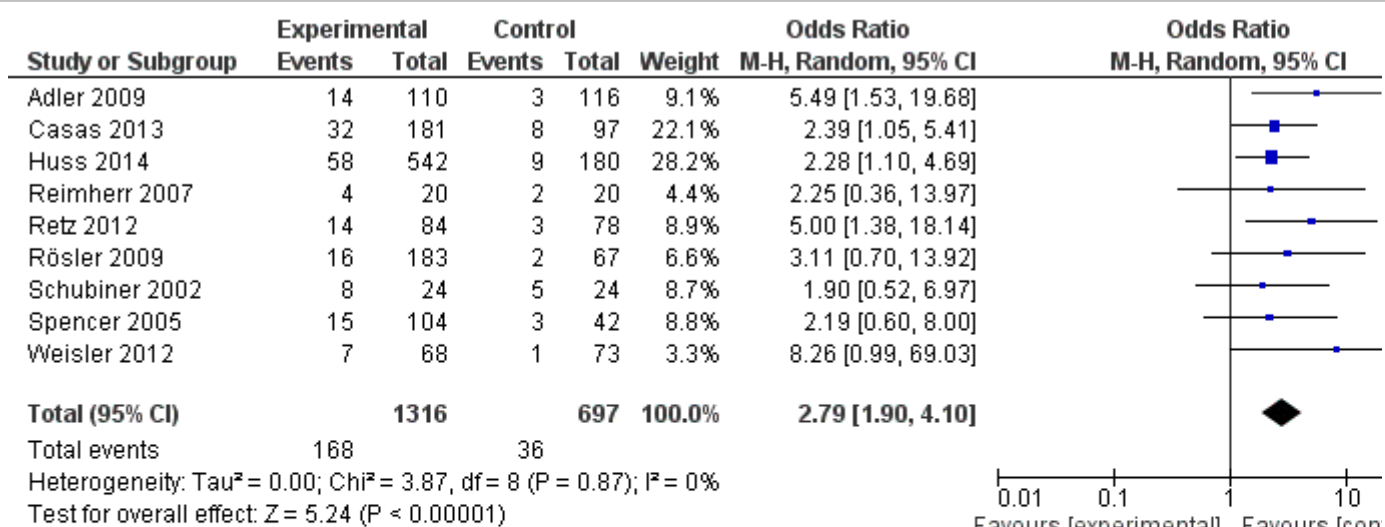 Experimental Control Odds Ratio Odds Ratio
Study or Subgroup Events Total Events Total Weight M-H, Random, 95% CI M-H, Random, 95% CI
Adler 2009 14 110 3 116 9.1% 5.49 [1.53, 19.68]
Casas 2013 32 181 8 97 22.1% 2.39 [1.05, 5.41]
Huss 2014 58 542 9 180 28.2% 2.28 [1.10, 4.69]
Reimherr 2007 4 20 2 20 4.4% 2.25 [0.36, 13.97]
Retz 2012 14 84 3 78 8.9% 5.00 [1.38, 18.14]
Rösler 2009 16 183 2 67 6.6% 3.11 [0.70, 13.92]
Schubiner 2002 8 24 5 24 8.7% 1.90 [0.52, 6.97]
Spencer 2005 15 104 3 42 8.8% 2.19 [0.60, 8.00]
Weisler 2012 7 68 1 73 3.3% 8.26 [0.99, 69.03]
Total (95% CI) 1316 697 100.0% 2.79 [1.90, 4.10]
Total events 168 36
Heterogeneity: Tau² = 0.00; Chi² = 3.87, df = 8 (P = 0.87); I² = 0%
Test for overall effect: Z = 5.24 (P < 0.00001)
0.01 0.1 1 10
Favours [experimental] Favours [con